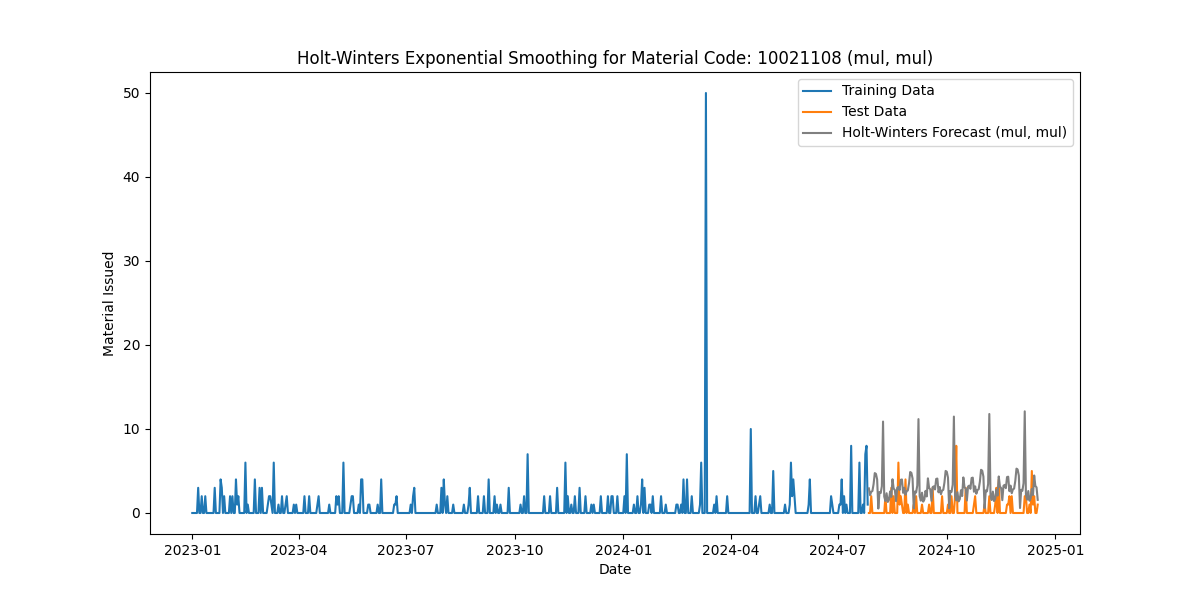 Holt-Winters Exponential Smoothing for Material Code: 10021108 (mul, mul)
Training Data
Test Data
Holt-Winters Forecast (mul, mul)
Material Issued
50
40
30
20
10
0
2023-01
2023-04
2023-07
2023-10
2024-01
2024-04
2024-07
2024-10
2025-01
Date